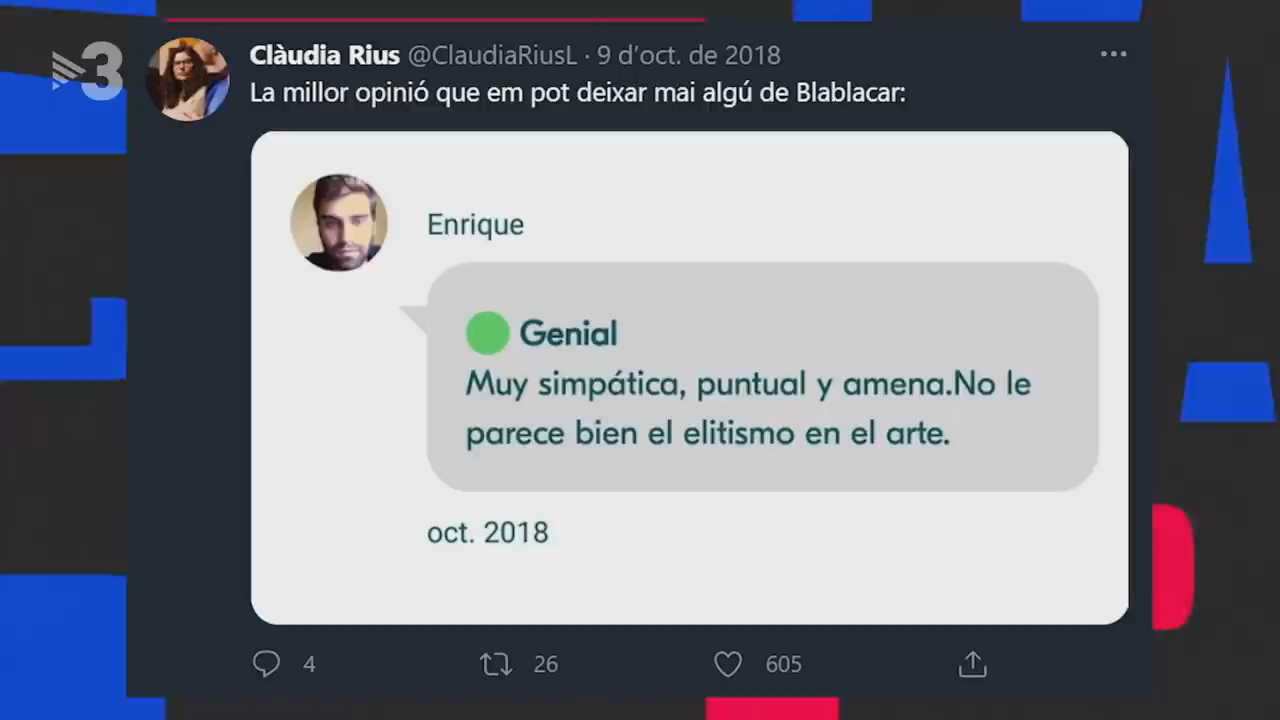 3
Clàudia Rius @ClaudiaRiusL · 9 d’oct. de 2018
La millor opinió que em pot deixar mai algú de Blablacar:
Enrique
Genial
Muy simpática, puntual y amena.No le
parece bien el elitismo en el arte.
oct. 2018
4 26 605